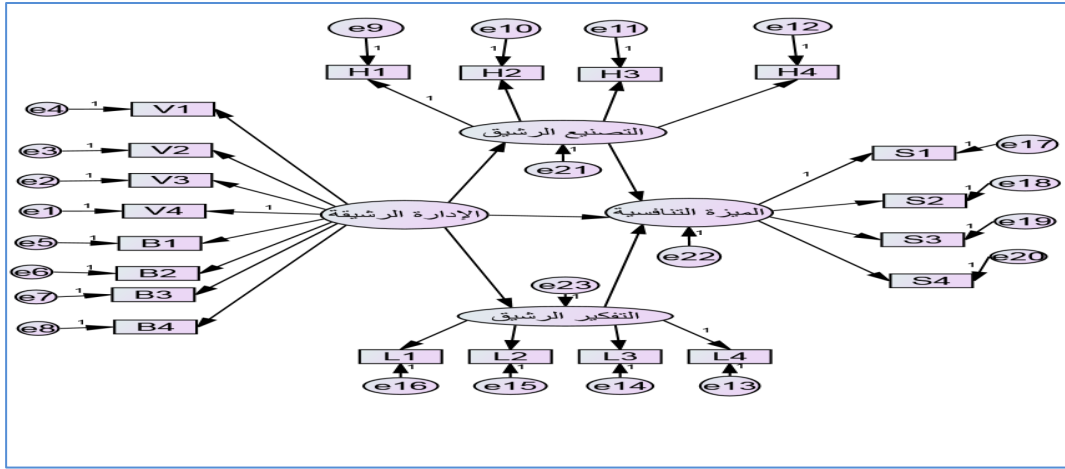 e9 e10 e11 e12
1 1 1 1
H1 H2 H3 H4
1
e4 1 V1
التصنيع الرشيق
e3 1 V2
1
e21
e2 1 V3
e1 1 V4 1
الإدارة الرشيقة
الميزة التنافسية
1
e22
e5 1 B1
e6 1 B2
e7 1 B3
e8 1 B4
1
S1 1 e17
S2 1 e18
S3 1 e19
S4 1 e20
e23
1
التفكير الرشيق
1
L1 L2 L3 L4
1 1 1 1
e16 e15 e14 e13